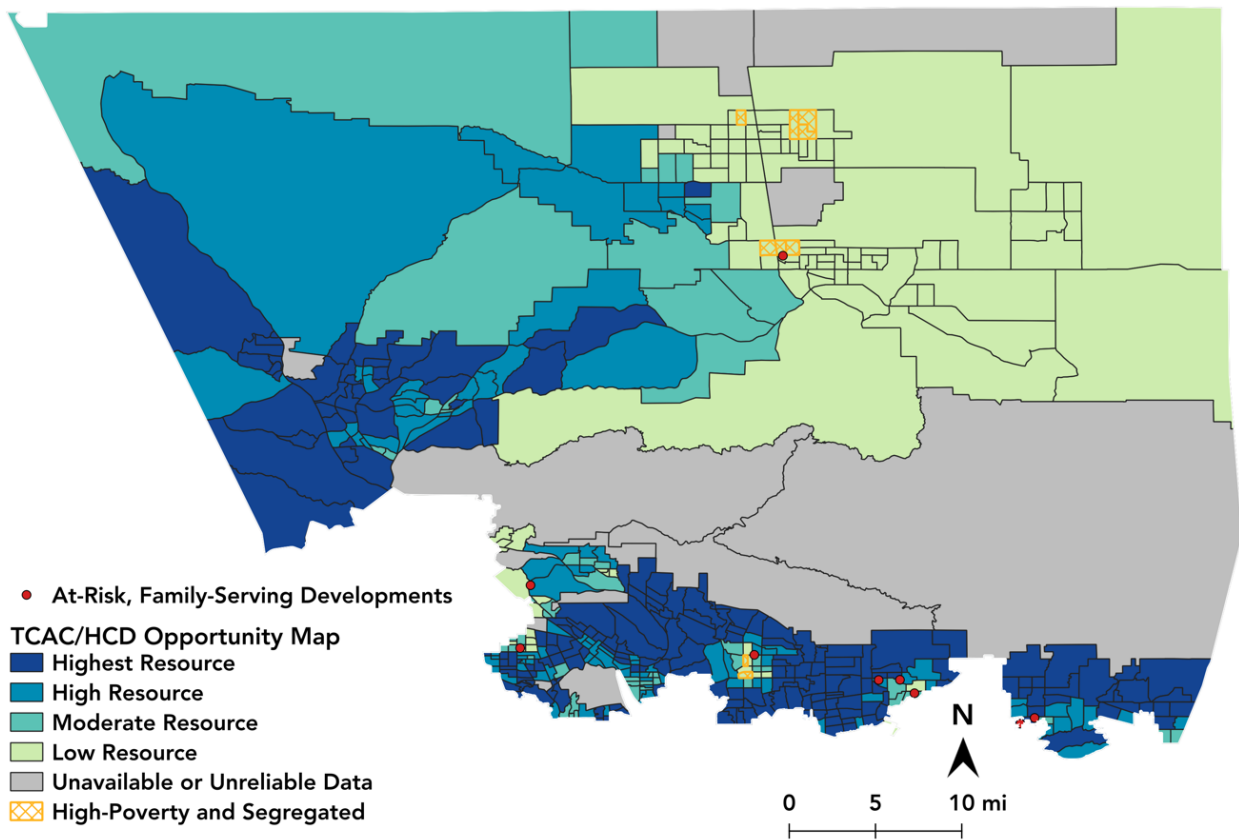 At-Risk, Family-Serving Developments
TCAC/HCD Opportunity Map
Highest Resource
High Resource
Moderate Resource
Low Resource
Unavailable or Unreliable Data
High-Poverty and Segregated
N
0 5 10 mi